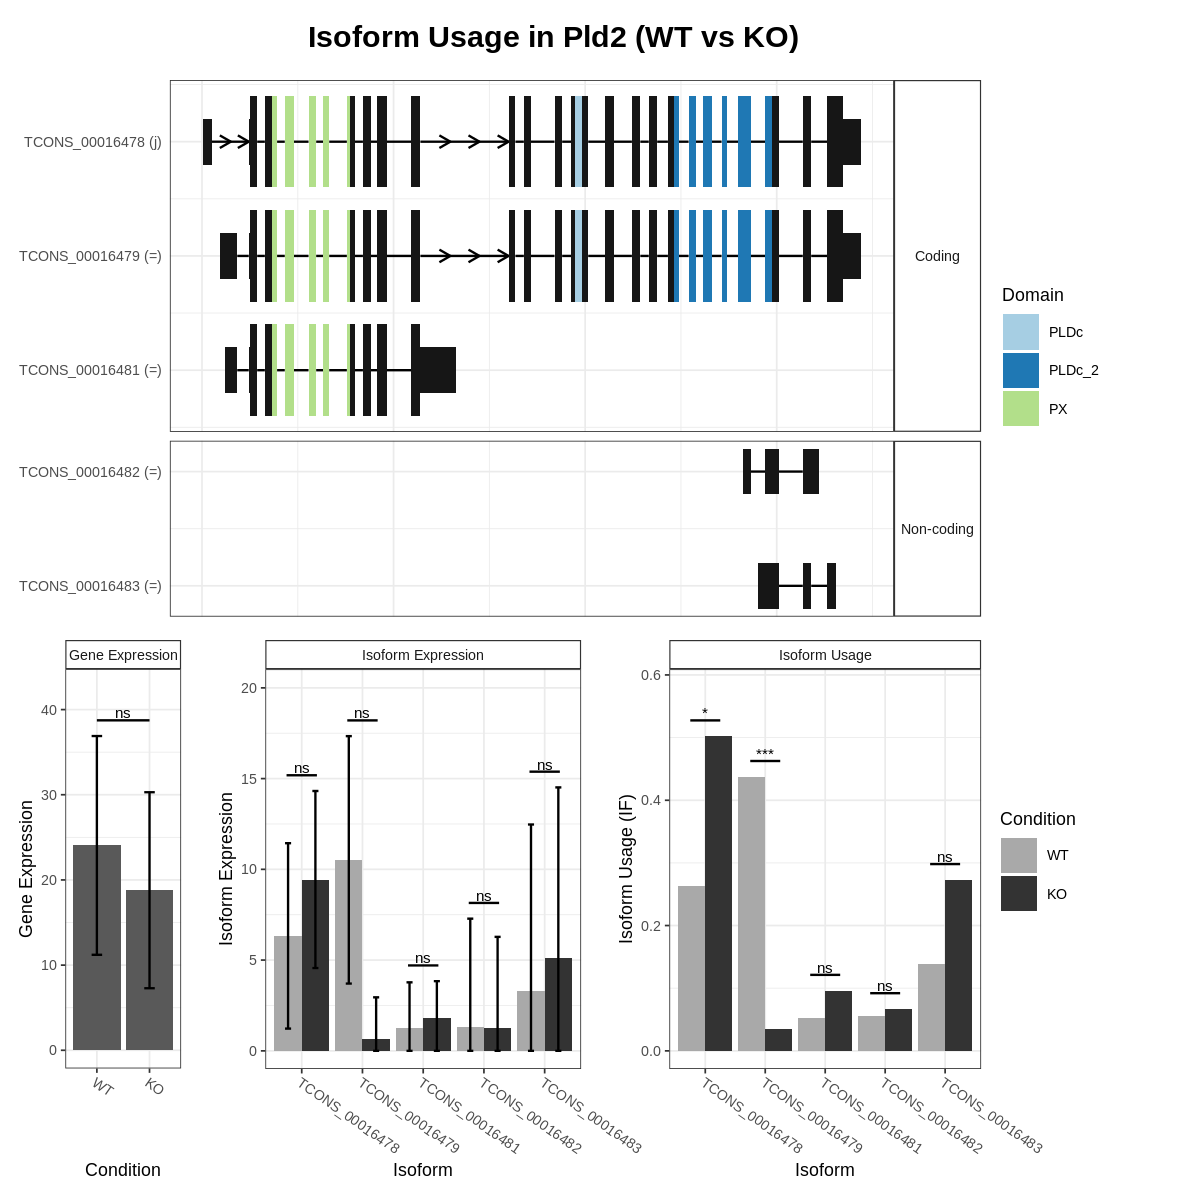 Isoform Usage in Pld2 (WT vs KO)
TCONS_00016478 (j)
TCONS_00016479 (=)
TCONS_00016481 (=)
Coding
TCONS_00016482 (=)
TCONS_00016483 (=)
Non-coding
Domain
PLDc
PLDc_2
PX
Gene Expression
Gene Expression
40
30
20
10
0
ns
WT
KO
Condition
Isoform Expression
Isoform Expression
20
15
10
5
0
ns
ns
ns
ns
ns
TCONS_00016478
TCONS_00016479
TCONS_00016481
TCONS_00016482
TCONS_00016483
Isoform
Isoform Usage
Isoform Usage (IF)
0.6
0.4
0.2
0.0
*
***
ns
ns
ns
TCONS_00016478
TCONS_00016479
TCONS_00016481
TCONS_00016482
TCONS_00016483
Isoform
Condition
WT
KO